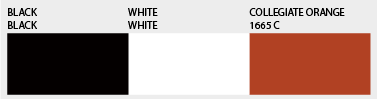 BLACK WHITE COLLEGIATE ORANGE
BLACK WHITE 1665 C